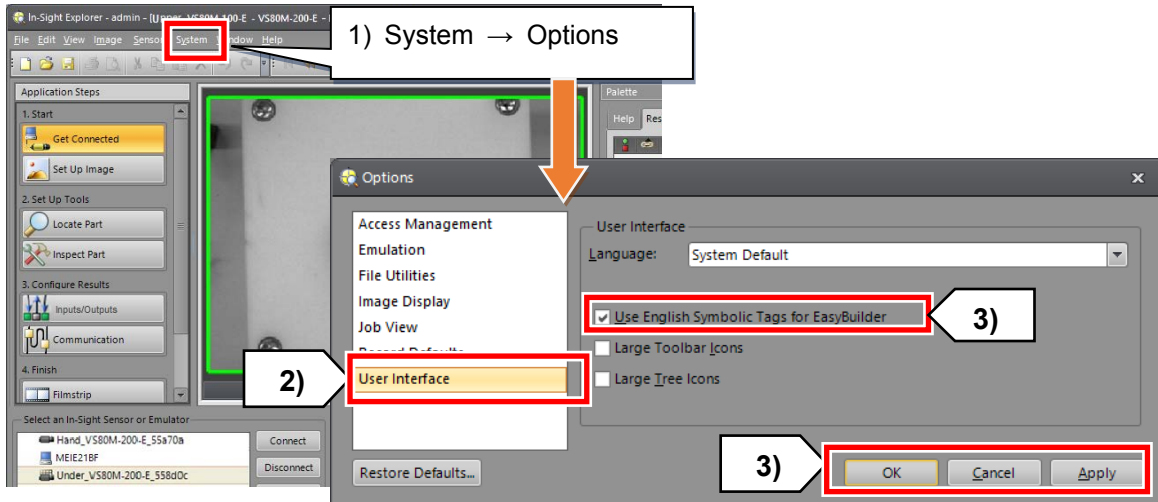 In-Sight Explorer - admin - [Upper_VS80M-100-E - VS80M-200-E -
File Edit View Image Sensor System Window Help
1) System → Options
Application Steps
1. Start
Get Connected
Set Up Image
2. Set Up Tools
Locate Part
Inspect Part
3. Configure Results
Inputs/Outputs
Communication
4. Finish
Filmstrip
Select an In-Sight Sensor or Emulator
Hand_VS80M-200-E_55a70a
MEIE21BF
Under_VS80M-200-E_558d0c
Connect
Disconnect
Palette
Help
Options
Access Management
Emulation
File Utilities
Image Display
Job View
Record Defaults
User Interface
2)
Restore Defaults...
User Interface
Language: System Default
Use English Symbolic Tags for EasyBuilder
3)
Large Toolbar Icons
Large Tree Icons
3)
OK Cancel Apply